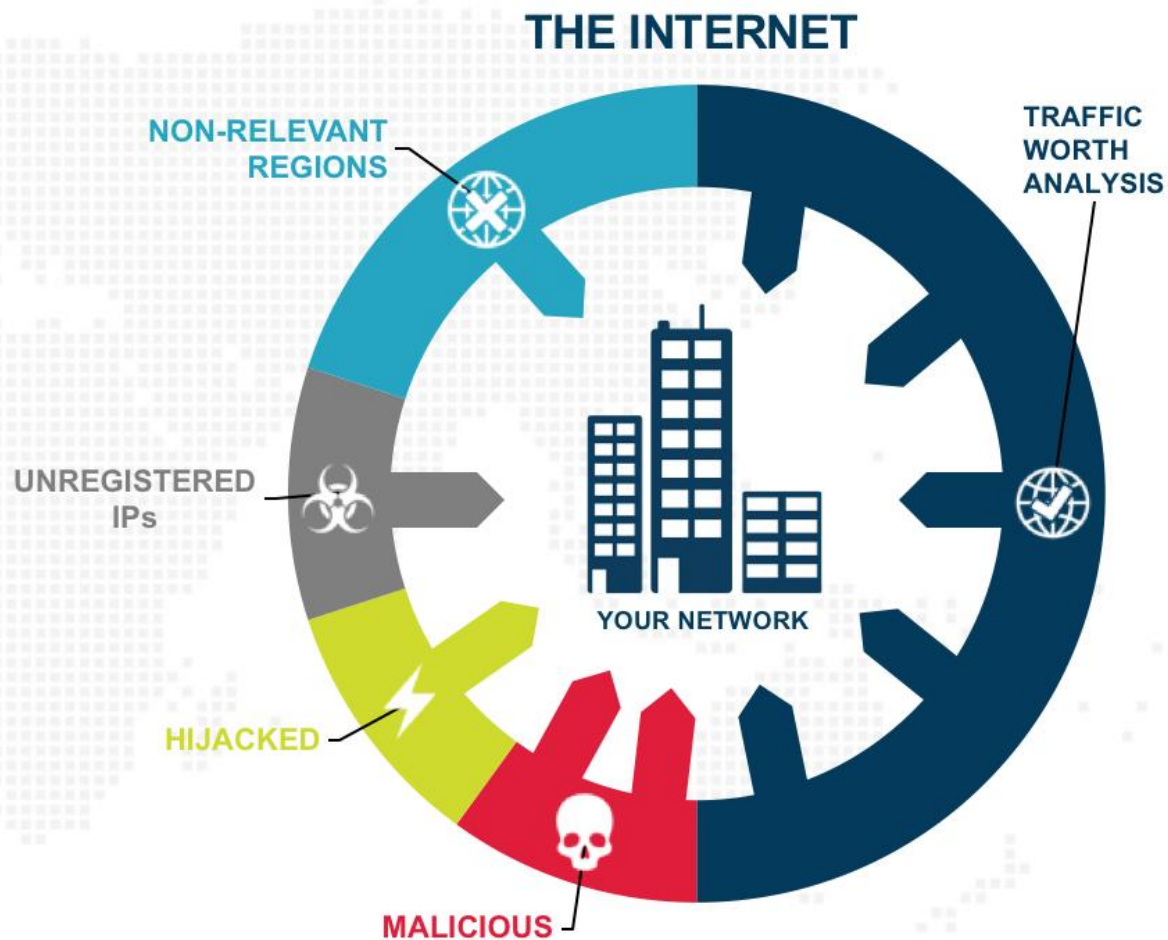 THE INTERNET
NON-RELEVANT
REGIONS
TRAFFIC
WORTH
ANALYSIS
UNREGISTERED
IPs
YOUR NETWORK
HIJACKED
MALICIOUS